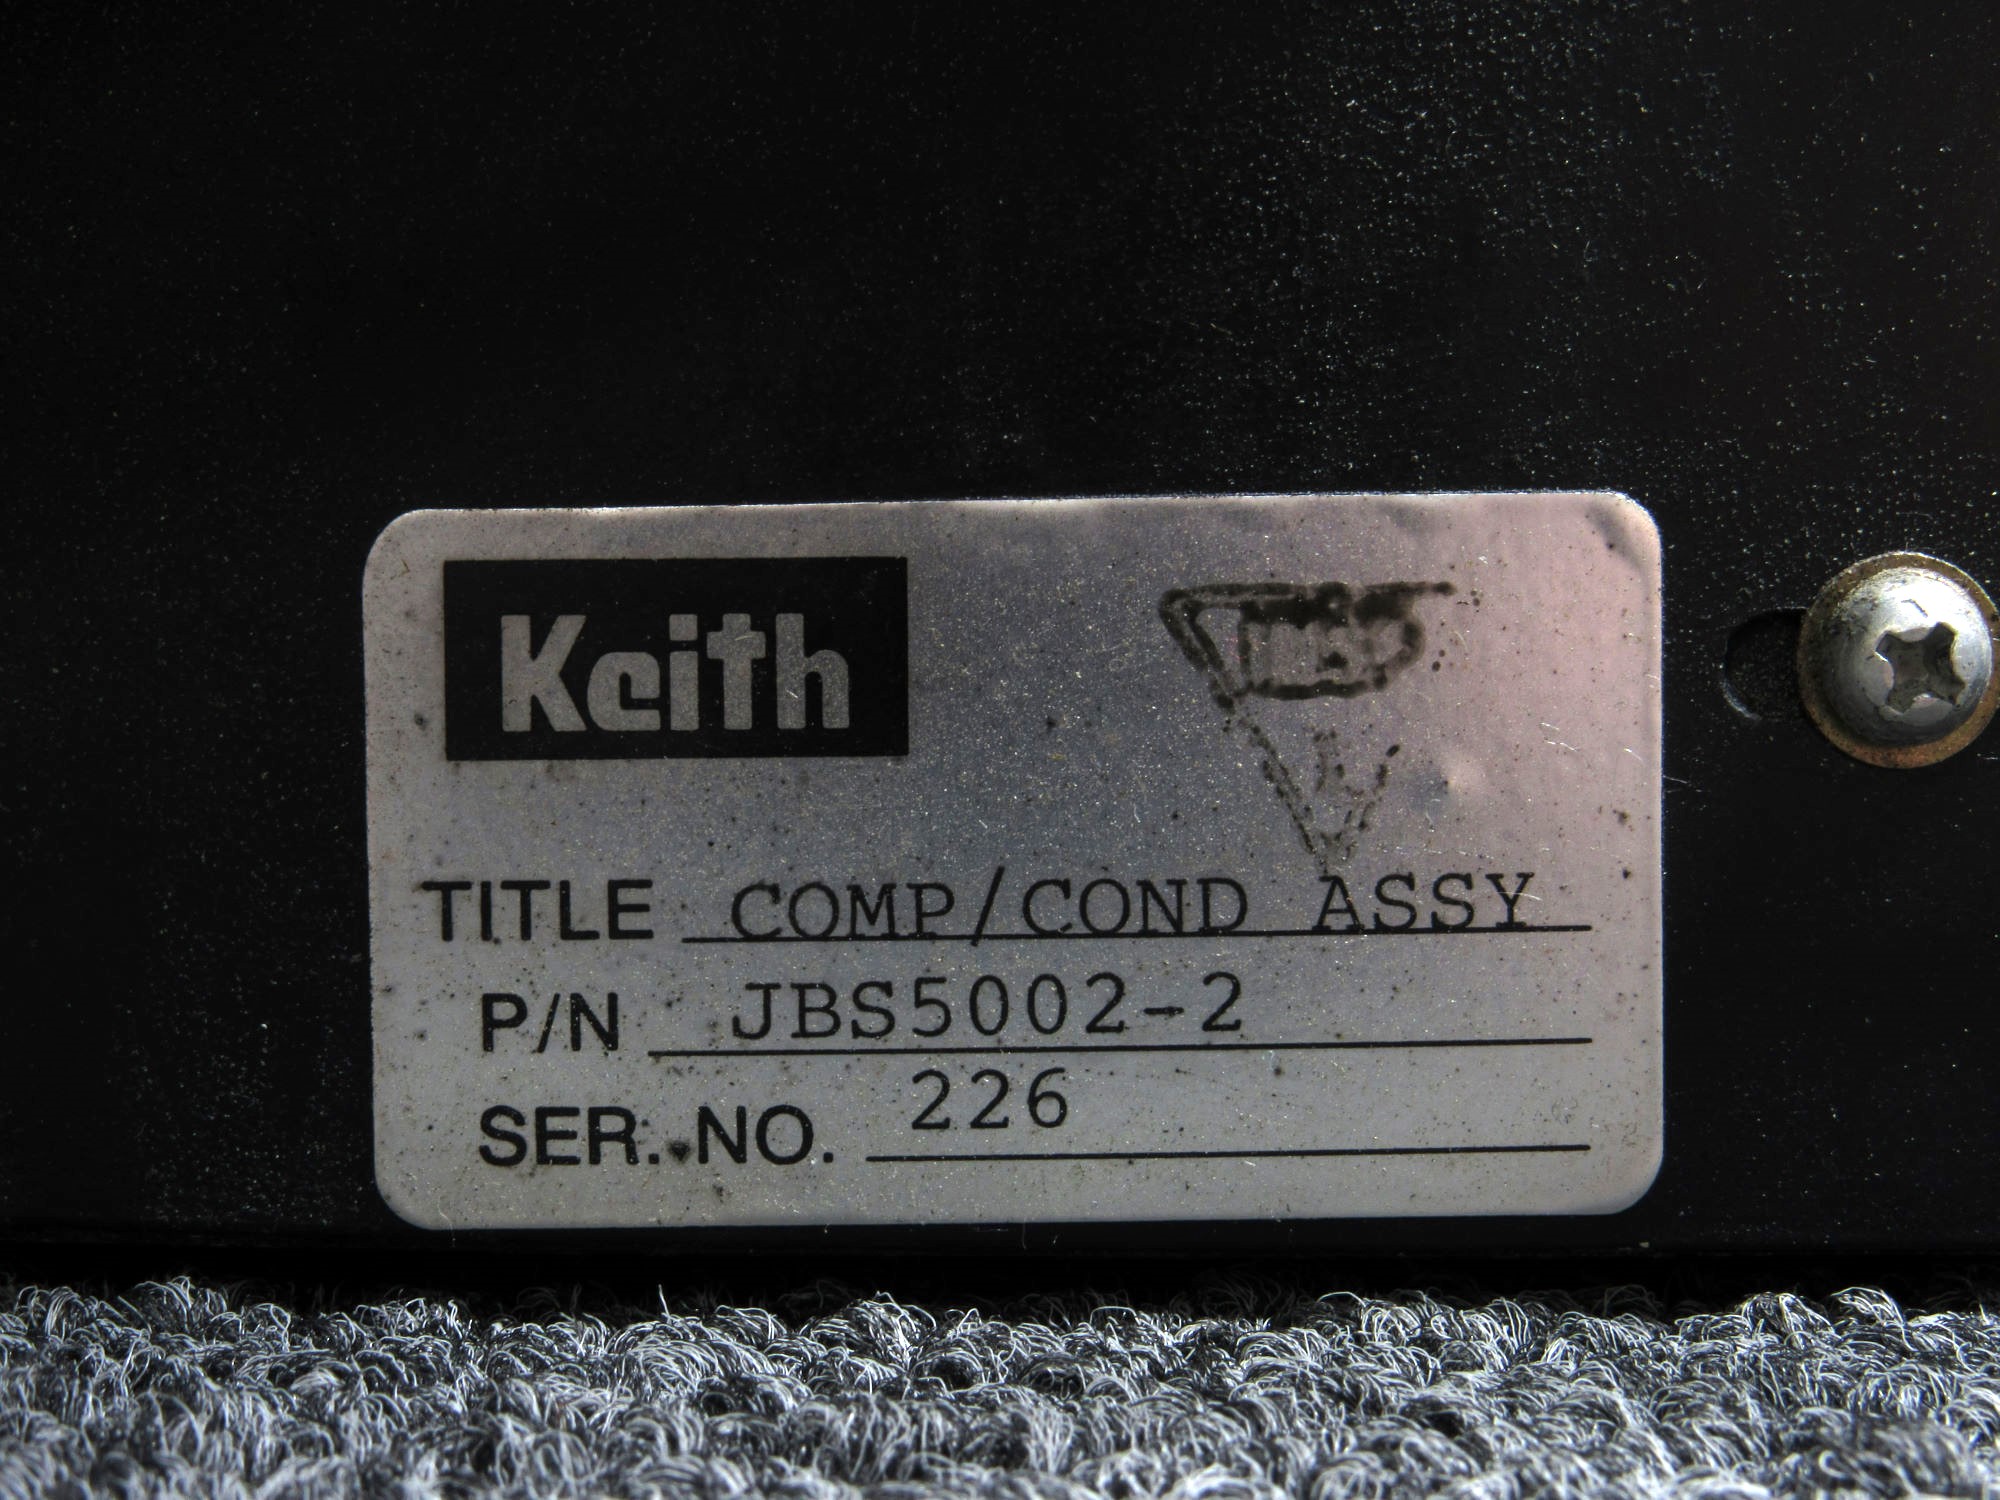 Keith
TITLE COMP/COND ASSY
P/N JBS5002-2
SER. NO. 226